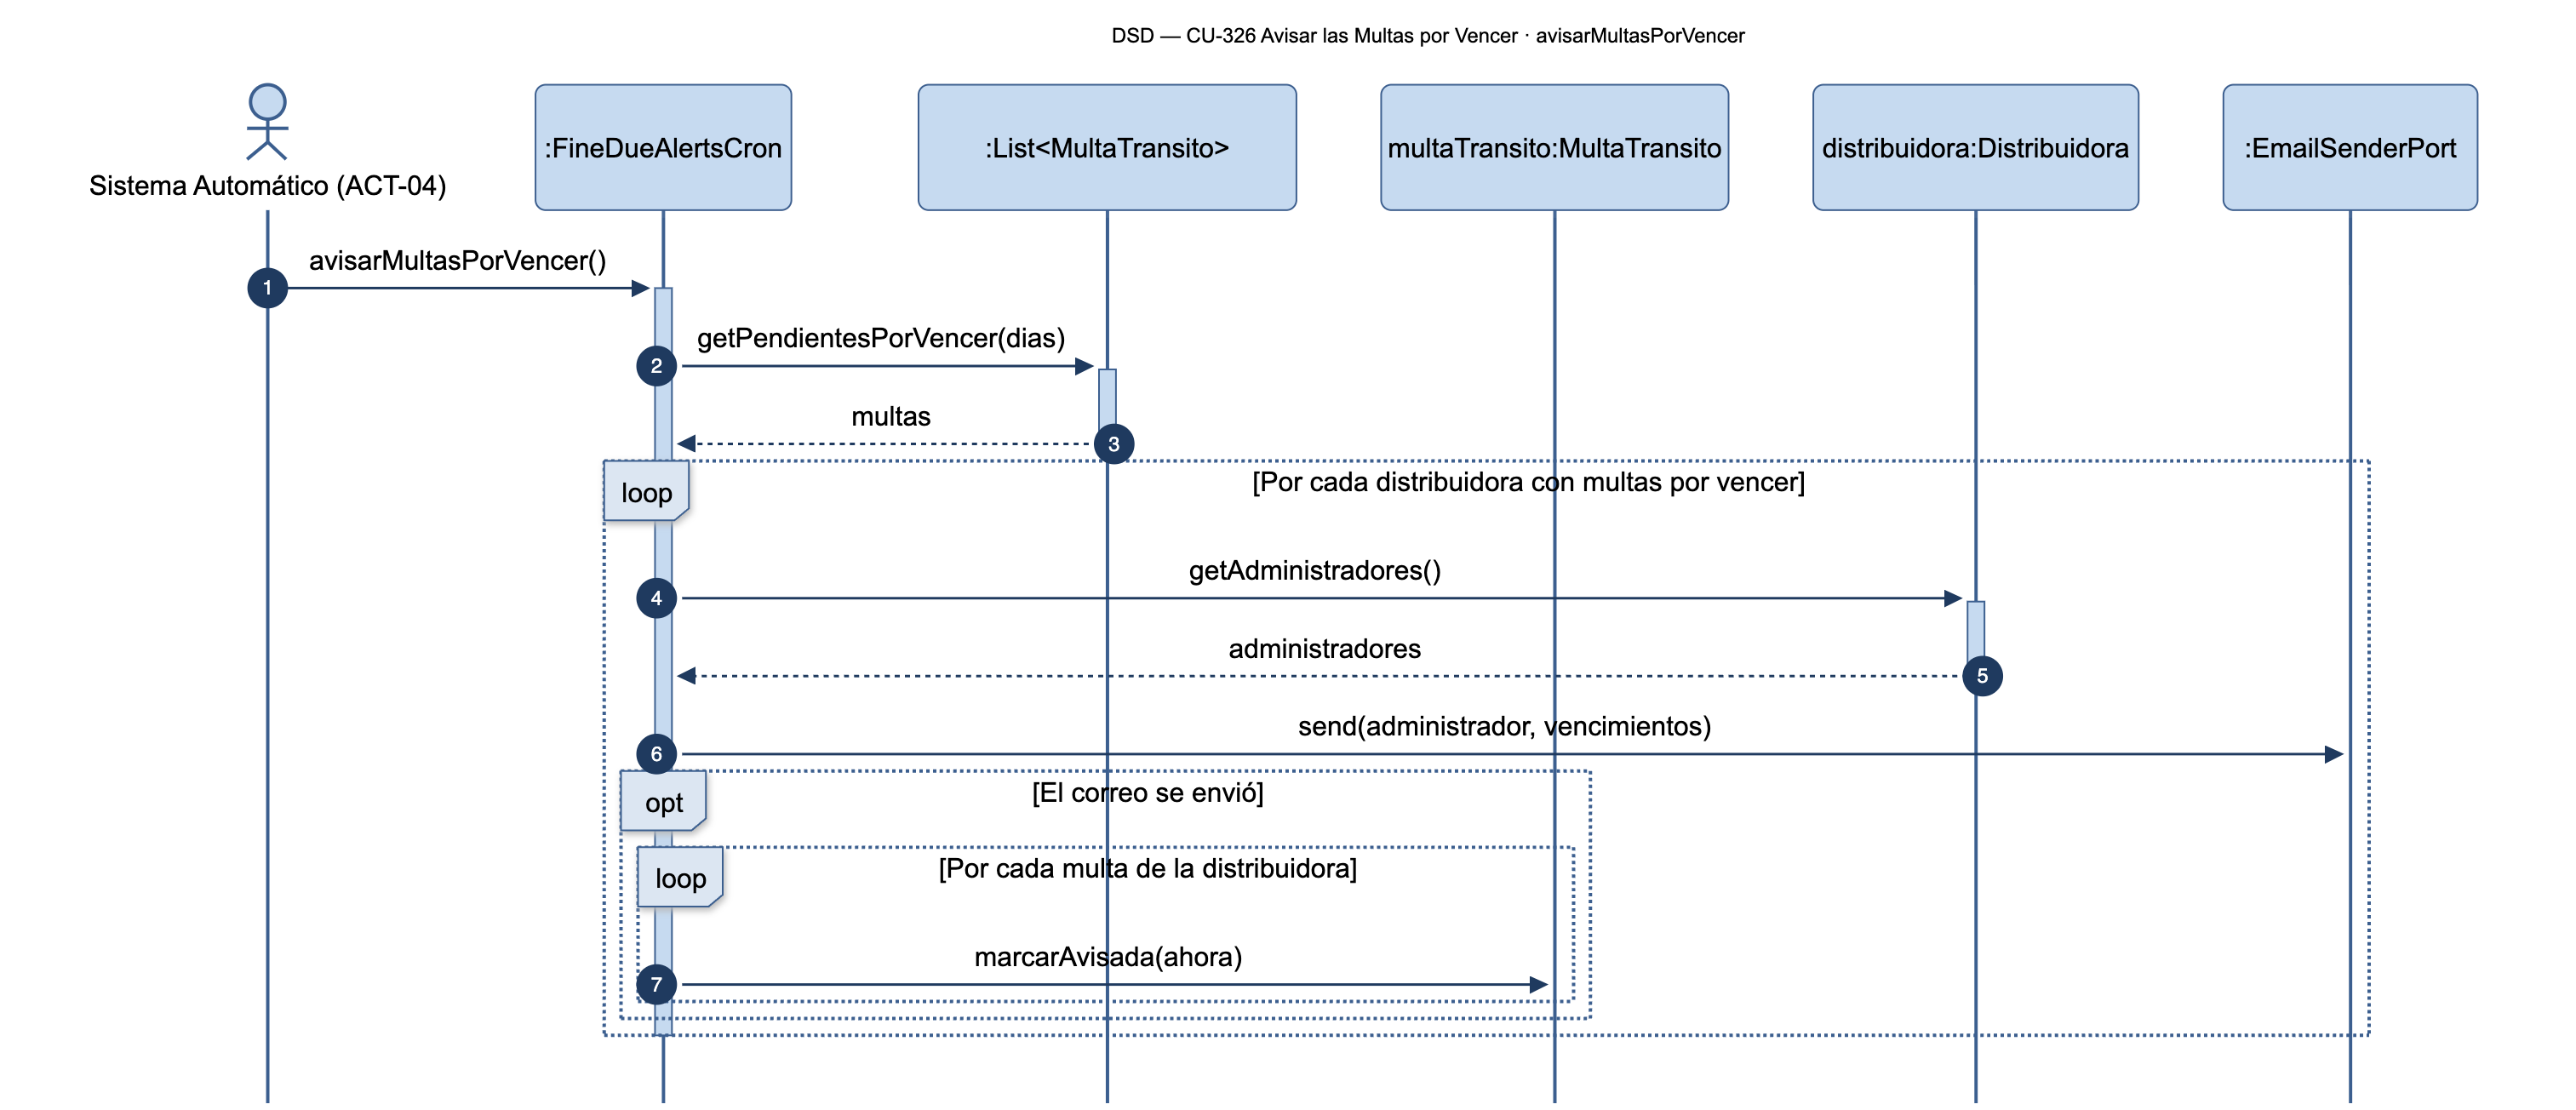 DSD — CU-326 Avisar las Multas por Vencer · avisarMultasPorVencer
Sistema Automático (ACT-04)
:FineDueAlertsCron
:List<MultaTransito>
multaTransito:MultaTransito
distribuidora:Distribuidora
:EmailSenderPort
avisarMultasPorVencer()
1
getPendientesPorVencer(dias)
2
multas
3
loop
[Por cada distribuidora con multas por vencer]
getAdministradores()
4
administradores
5
send(administrador, vencimientos)
6
opt
[El correo se envió]
loop
[Por cada multa de la distribuidora]
marcarAvisada(ahora)
7